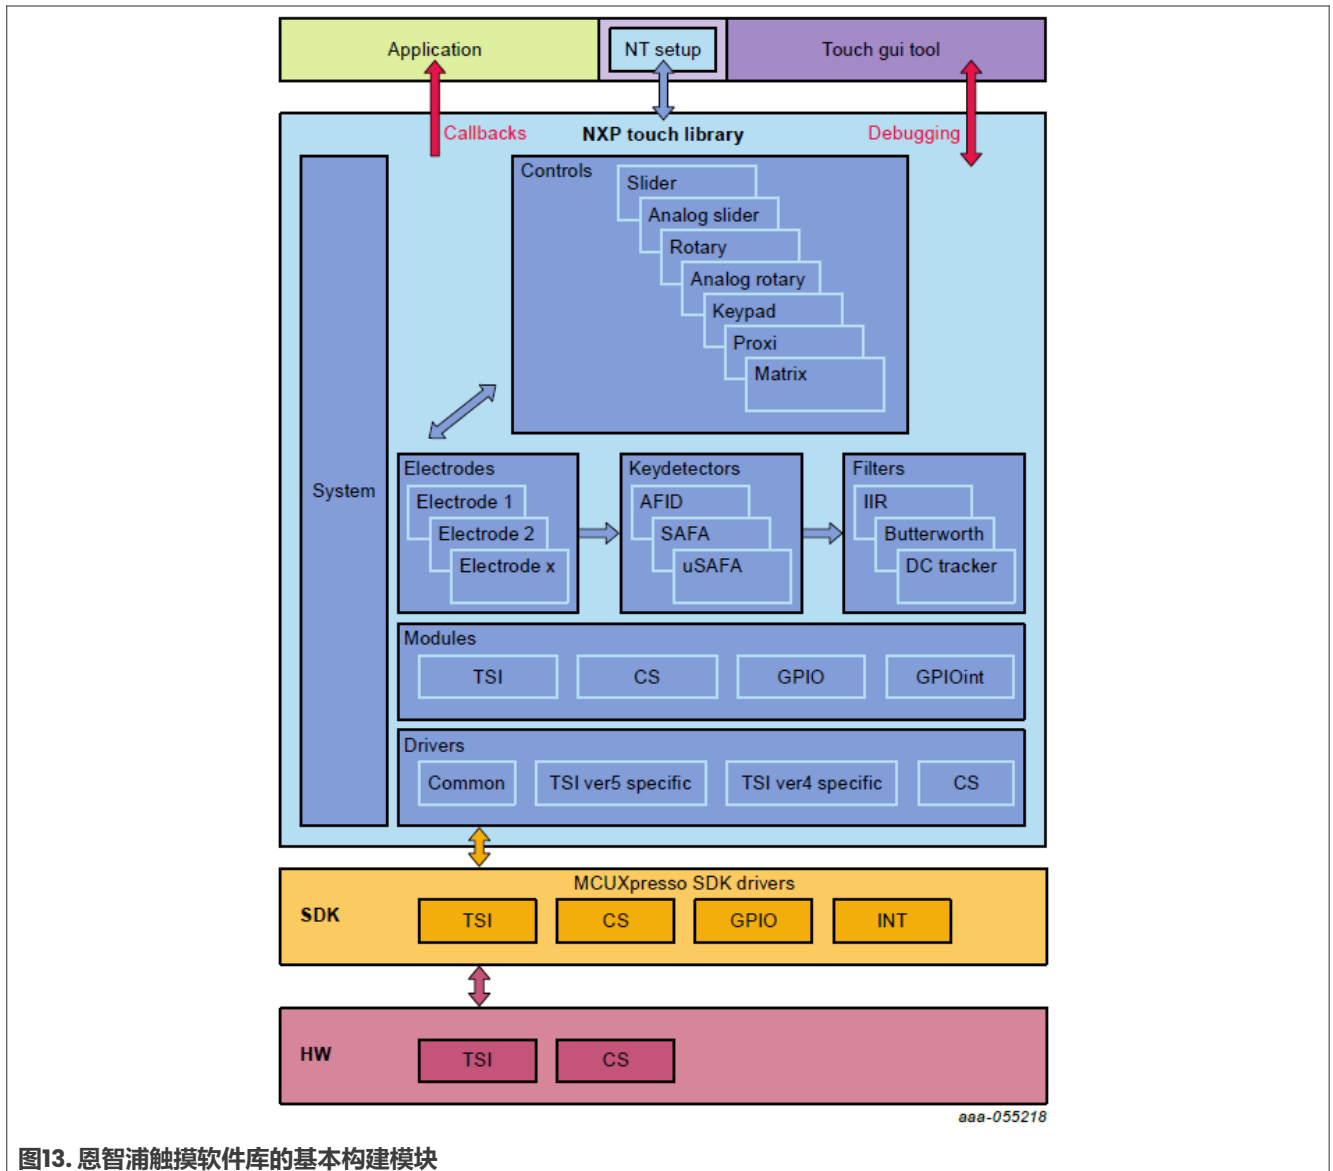 Application
NT setup
Touch gui tool
Callbacks
NXP touch library
Debugging
System
Controls
Slider
Analog slider
Rotary
Analog rotary
Keypad
Proxi
Matrix
Electrodes
Electrode 1
Electrode 2
Electrode x
Keydetectors
AFID
SAFA
uSAFA
Filters
IIR
Butterworth
DC tracker
Modules
TSI
CS
GPIO
GPIOint
Drivers
Common
TSI ver5 specific
TSI ver4 specific
CS
MCUXpresso SDK drivers
SDK
TSI
CS
GPIO
INT
HW
TSI
CS
aaa-055218
图13. 恩智浦触摸软件库的基本构建模块